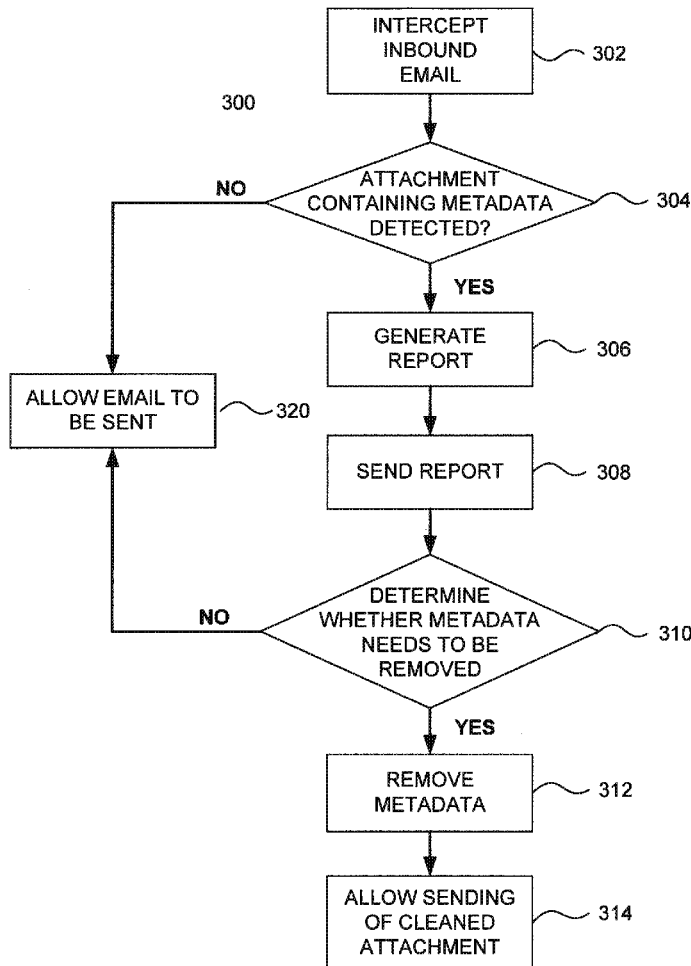 INTERCEPT
INBOUND
EMAIL
302
300
ATTACHMENT
CONTAINING METADATA
DETECTED?
304
NO
YES
GENERATE
REPORT
306
ALLOW EMAIL TO
BE SENT
320
SEND REPORT
308
DETERMINE
WHETHER METADATA
NEEDS TO BE
REMOVED
310
NO
YES
REMOVE
METADATA
312
ALLOW SENDING
OF CLEANED
ATTACHMENT
314